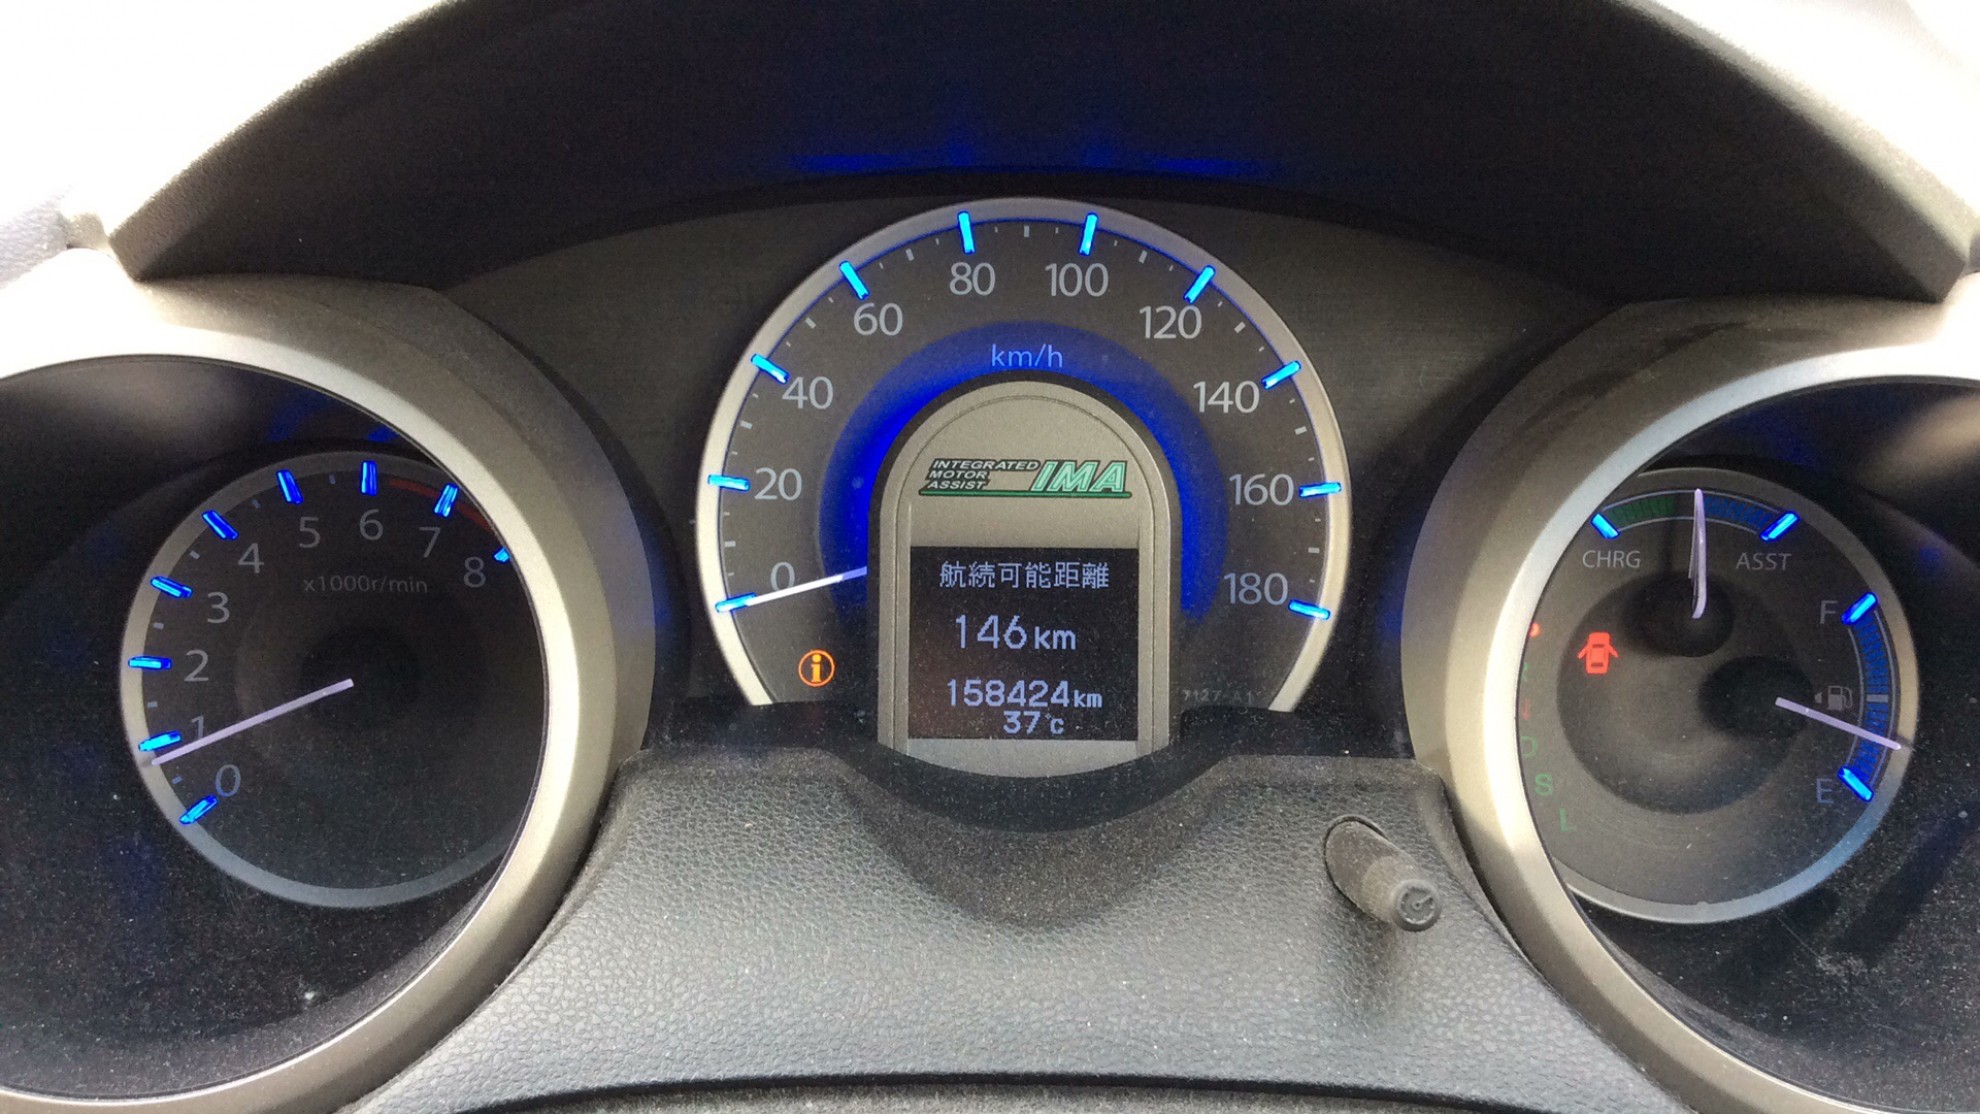 0
1
2
3
4
5
6
7
8
x1000r/min
0
20
40
60
80
100
120
140
160
180
km/h
INTEGRATED
MOTOR
ASSIST
IMA
航続可能距離
146km
158424km
37℃
CHRG
ASST
F
E
D
S
L